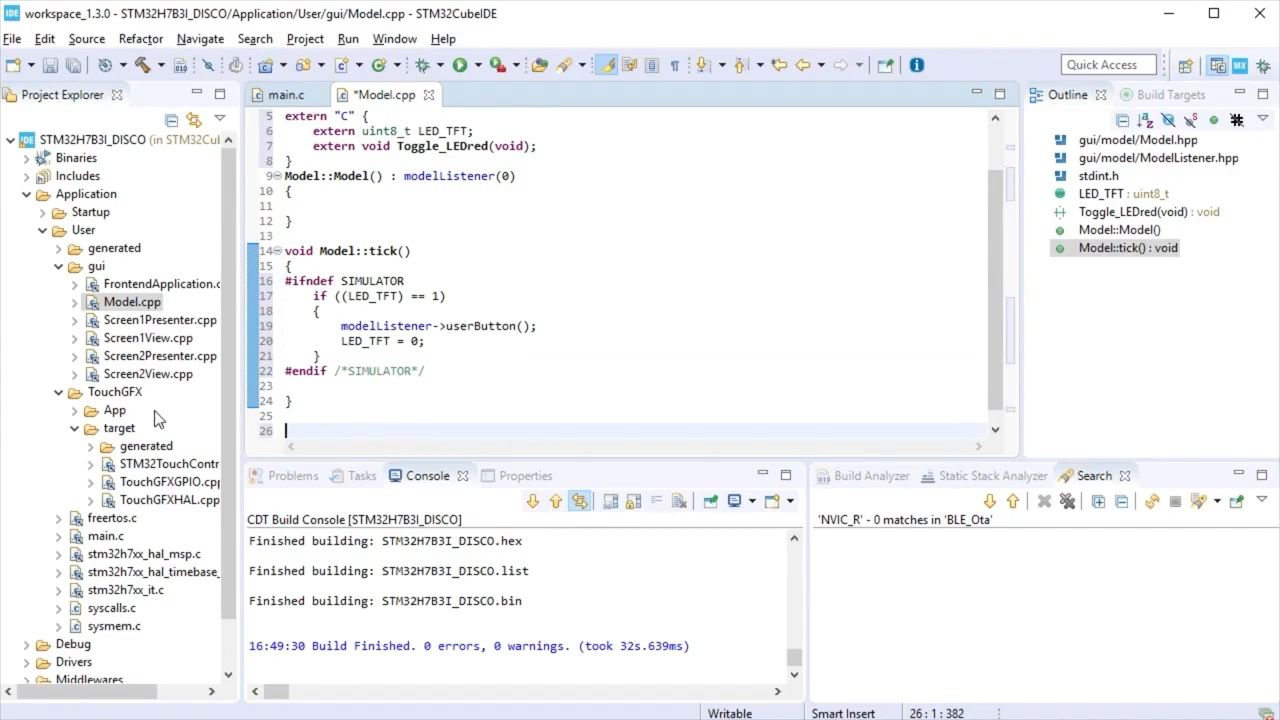 workspace_1.3.0 - STM32H7B3I_DISCO/Application/User/gui/Model.cpp - STM32CubeIDE
File Edit Source Refactor Navigate Search Project Run Window Help
Quick Access
Project Explorer
STM32H7B3I_DISCO (in STM32Cul
Binaries
Includes
Application
Startup
User
generated
gui
FrontendApplication.c
Model.cpp
Screen1Presenter.cpp
Screen1View.cpp
Screen2Presenter.cpp
Screen2View.cpp
TouchGFX
App
target
generated
STM32TouchContr
TouchGFXGPIO.cpp
TouchGFXHAL.cpp
freertos.c
main.c
stm32h7xx_hal_msp.c
stm32h7xx_hal_timebase_
stm32h7xx_it.c
syscalls.c
sysmem.c
Debug
Drivers
Middlewares
main.c *Model.cpp
5 extern "C" {
6 extern uint8_t LED_TFT;
7 extern void Toggle_LEDred(void);
8 }
9 Model::Model() : modelListener(0)
10 {
11
12 }
13
14 void Model::tick()
15 {
16 #ifndef SIMULATOR
17 if ((LED_TFT) == 1)
18 {
19 modelListener->userButton();
20 LED_TFT = 0;
21 }
22 #endif /*SIMULATOR*/
23
24 }
25
26
Outline Build Targets
gui/model/Model.hpp
gui/model/ModelListener.hpp
stdint.h
LED_TFT : uint8_t
Toggle_LEDred(void) : void
Model::Model()
Model::tick() : void
Problems Tasks Console Properties
CDT Build Console [STM32H7B3I_DISCO]
Finished building: STM32H7B3I_DISCO.hex
Finished building: STM32H7B3I_DISCO.list
Finished building: STM32H7B3I_DISCO.bin
16:49:30 Build Finished. 0 errors, 0 warnings. (took 32s.639ms)
Build Analyzer Static Stack Analyzer Search
'NVIC_R' - 0 matches in 'BLE_Ota'
Writable Smart Insert 26 : 1 : 382